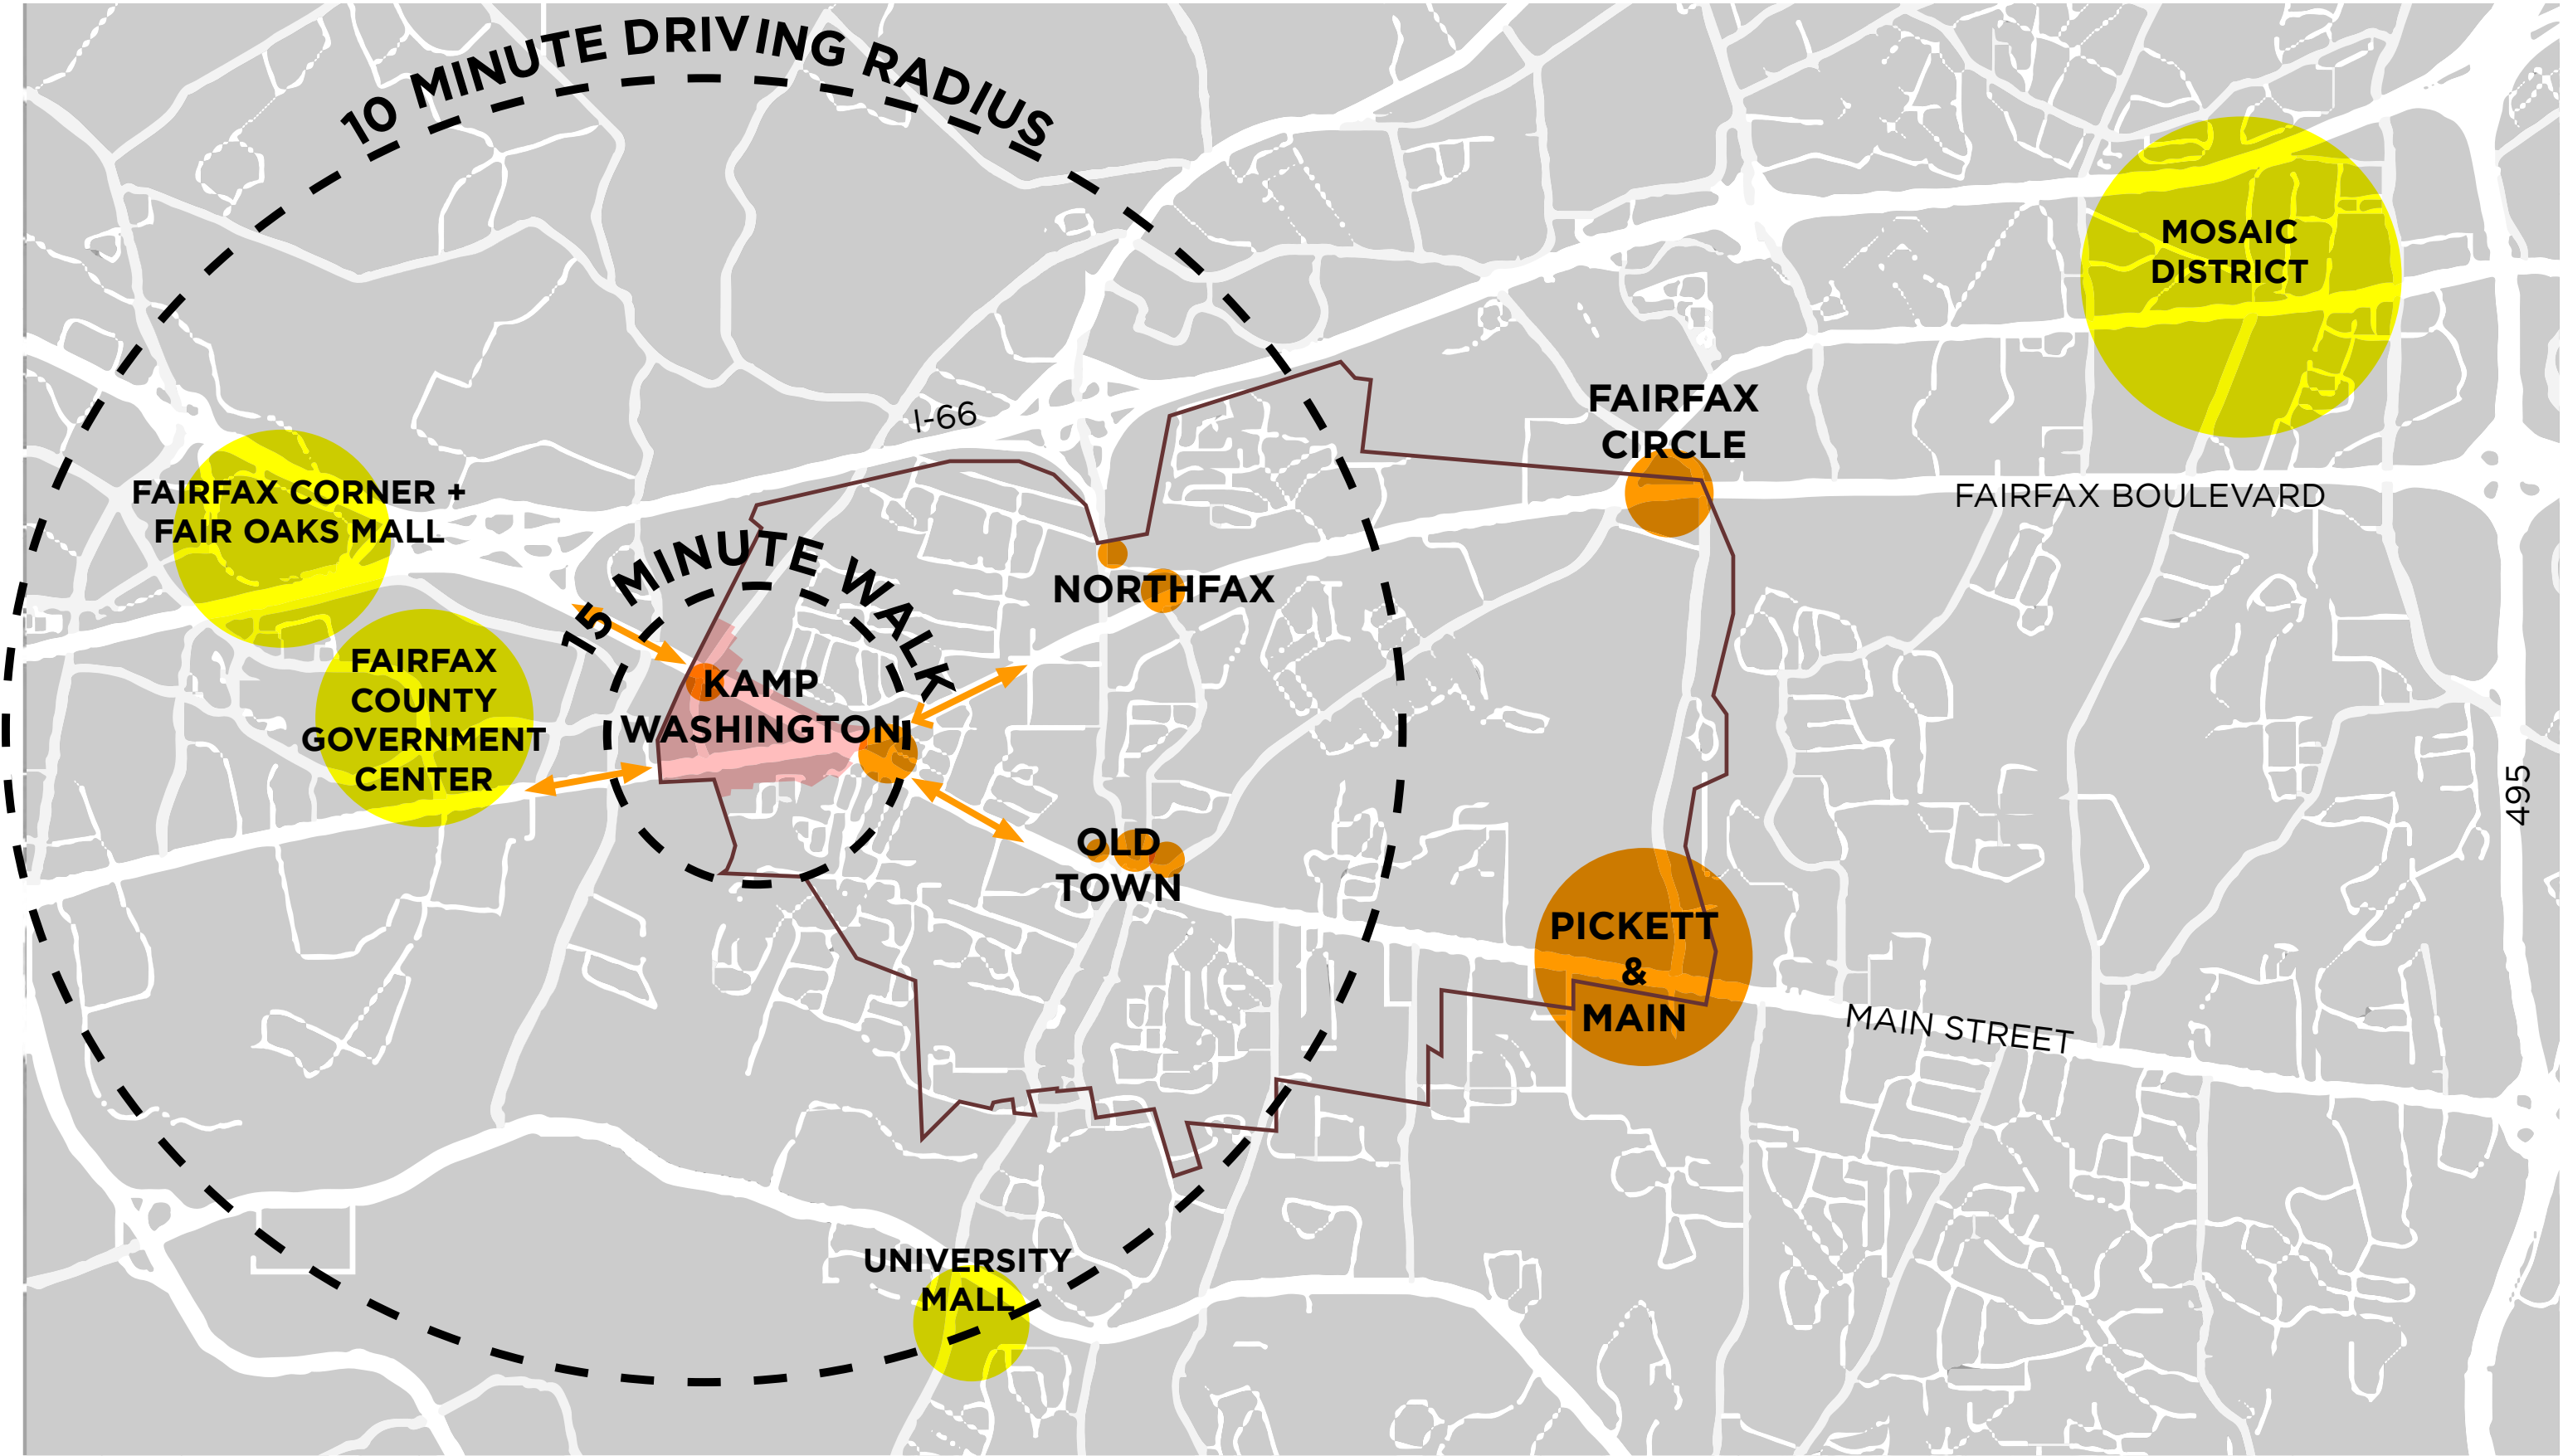 10 MINUTE DRIVING RADIUS
MOSAIC
DISTRICT
FAIRFAX
CIRCLE
I-66
FAIRFAX CORNER +
FAIR OAKS MALL
FAIRFAX BOULEVARD
15 MINUTE WALK
NORTHFAX
FAIRFAX
COUNTY
GOVERNMENT
CENTER
KAMP
WASHINGTON
495
OLD
TOWN
PICKETT
&
MAIN
MAIN STREET
UNIVERSITY
MALL